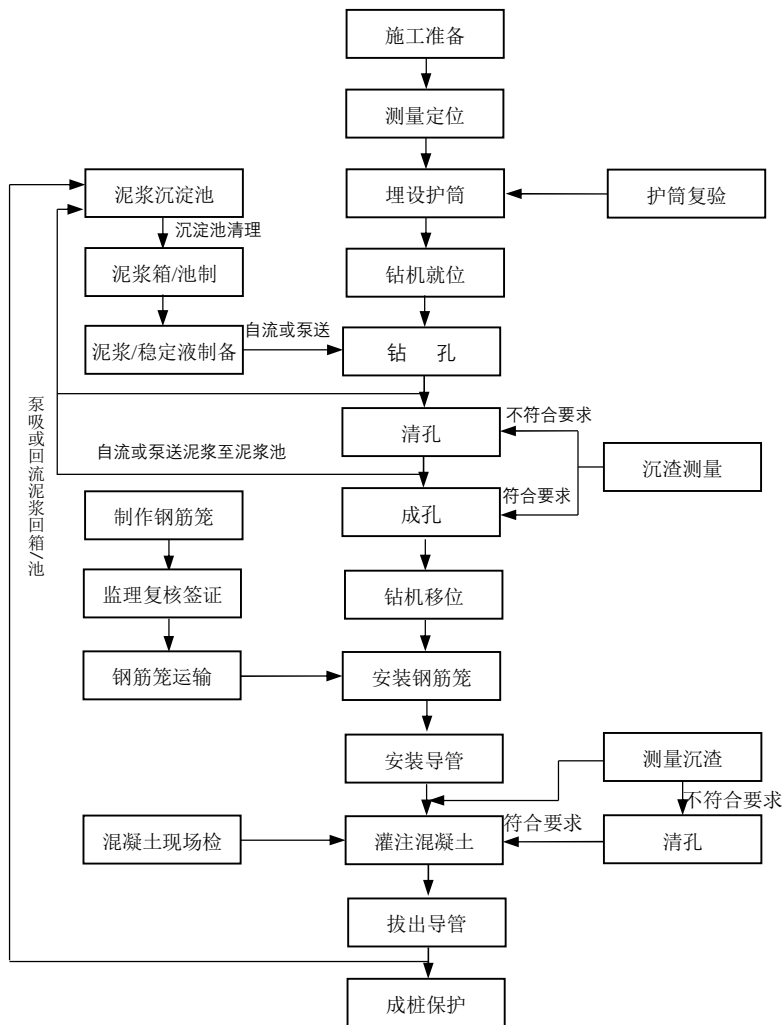 施工准备
测量定位
泥浆沉淀池
埋设护筒
护筒复验
沉淀池清理
泥浆箱/池制
钻机就位
自流或泵送
泥浆/稳定液制备
钻 孔
泵吸或回流泥浆回箱/池
不符合要求
清孔
自流或泵送泥浆至泥浆池
沉渣测量
符合要求
制作钢筋笼
成孔
监理复核签证
钻机移位
钢筋笼运输
安装钢筋笼
安装导管
测量沉渣
不符合要求
符合要求
混凝土现场检
灌注混凝土
清孔
拔出导管
成桩保护